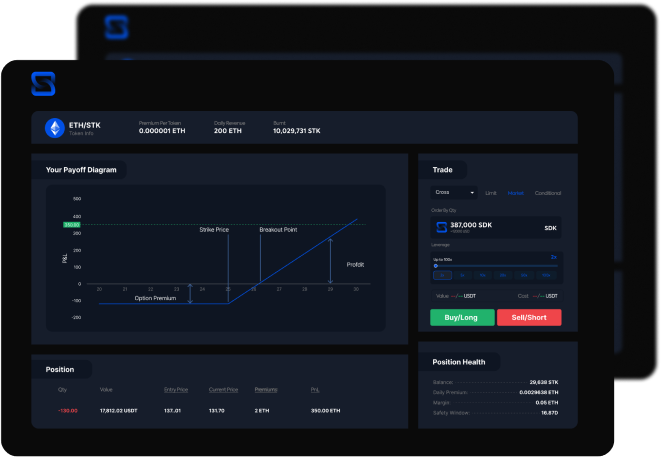 ETH/STK
Token Info
Premium Per Token
0.000001 ETH
Daily Revenue
200 ETH
Burnt
10,029,731 STK
Your Payoff Diagram
500
400
350.00
300
200
100
-100
-200
P&L
20 21 22 23 24 25 26 27 28 29 30
Strike Price
Breakout Point
Profdit
Option Premium
Trade
Cross
Limit
Market
Conditional
Order By Qty
387,000 SDK
SDK
Leverage
Up to 100x
Value --/-- USDT
Cost --/-- USDT
Buy/Long
Sell/Short
Position
Qty Value Entry Price Current Price Premiums PnL
-130.00 17,812.02 USDT 137..01 131.70 2 ETH 350.00 ETH
Position Health
Balance: 29,638 STK
Daily Premium 0.0029638 ETH
Margin 0.05 ETH
Safety Window 16.87D